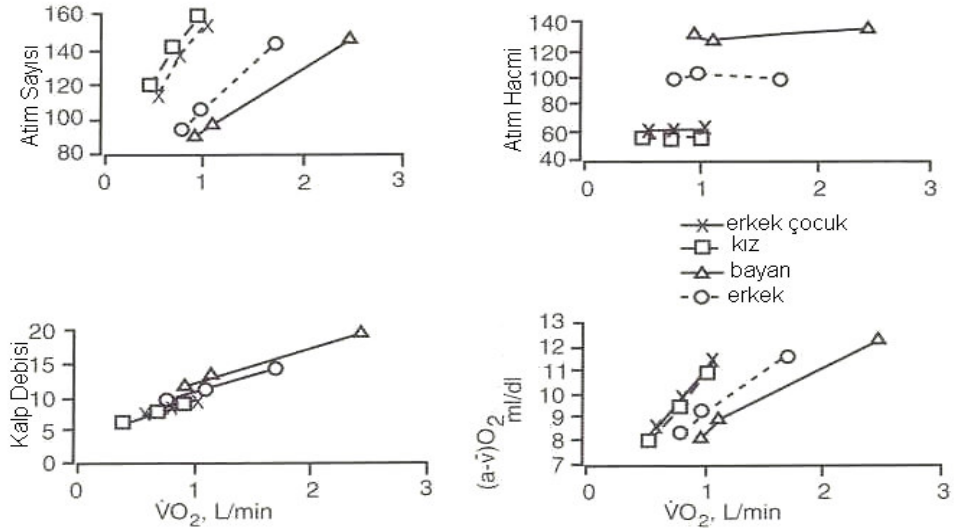 Atim Sayısı
160
140
120
100
80
0 1 2 3
Atım Hacmi
140
120
100
80
60
40
0 1 2 3
erkek çocuk
kız
bayan
erkek
Kalp Debisi
20
15
10
5
0
0 1 2 3
V̇O₂, L/min
(a-v̄)O₂ ml/dl
13
12
11
10
9
8
7
0 1 2 3
V̇O₂, L/min